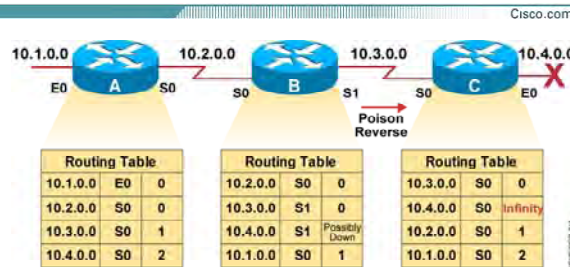 Cisco.com
10.1.0.0 10.2.0.0 10.3.0.0 10.4.0.0
A B C X
E0 S0 S0 S1 S0 E0
Poison
Reverse
Routing Table
10.1.0.0 E0 0
10.2.0.0 S0 0
10.3.0.0 S0 1
10.4.0.0 S0 2
Routing Table
10.2.0.0 S0 0
10.3.0.0 S1 0
10.4.0.0 S1 Possibly Down
10.1.0.0 S0 1
Routing Table
10.3.0.0 S0 0
10.4.0.0 S0 Infinity
10.2.0.0 S0 1
10.1.0.0 S0 2